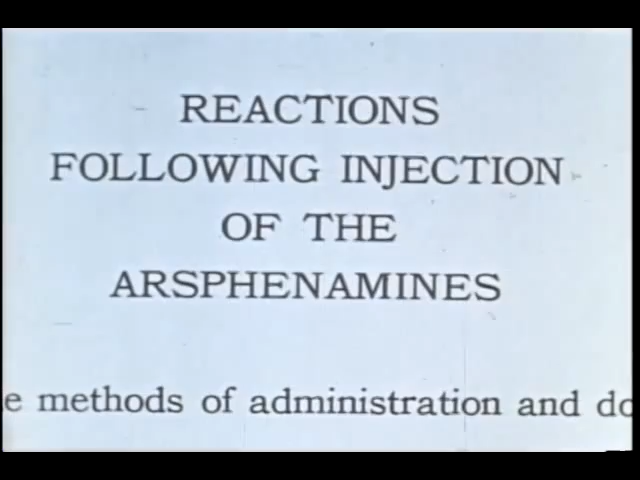 REACTIONS
FOLLOWING INJECTION
OF THE
ARSPHENAMINES
methods of administration and